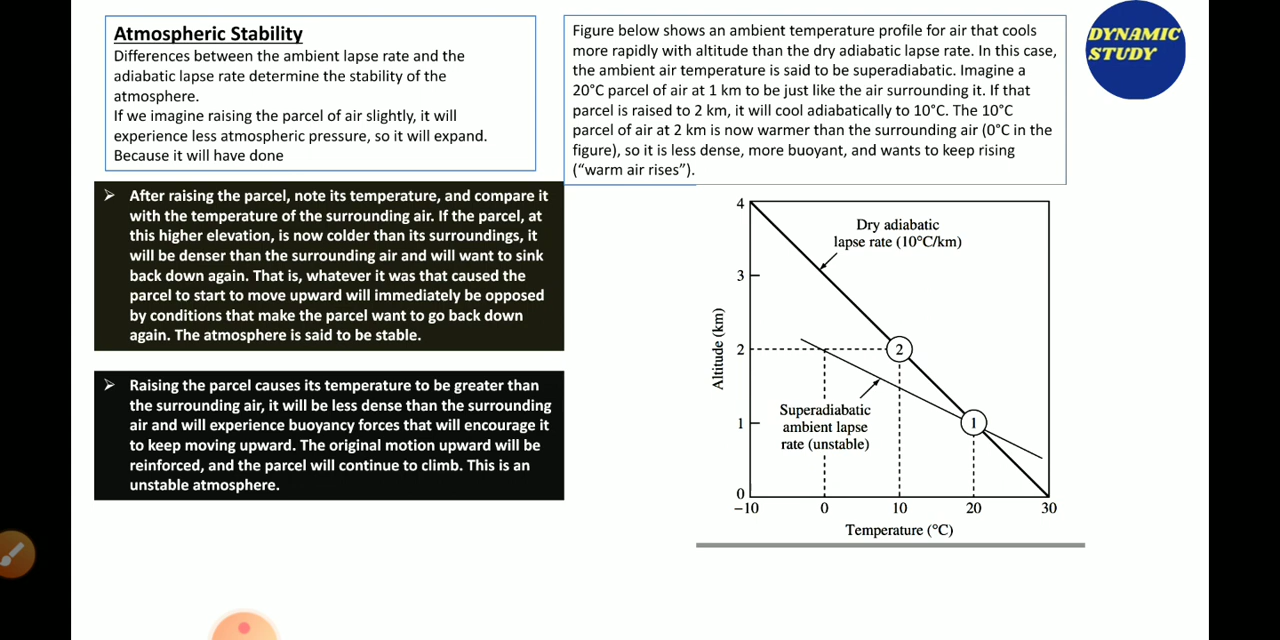 Atmospheric Stability
Differences between the ambient lapse rate and the
adiabatic lapse rate determine the stability of the
atmosphere.
If we imagine raising the parcel of air slightly, it will
experience less atmospheric pressure, so it will expand.
Because it will have done
➢ After raising the parcel, note its temperature, and compare it
with the temperature of the surrounding air. If the parcel, at
this higher elevation, is now colder than its surroundings, it
will be denser than the surrounding air and will want to sink
back down again. That is, whatever it was that caused the
parcel to start to move upward will immediately be opposed
by conditions that make the parcel want to go back down
again. The atmosphere is said to be stable.
➢ Raising the parcel causes its temperature to be greater than
the surrounding air, it will be less dense than the surrounding
air and will experience buoyancy forces that will encourage it
to keep moving upward. The original motion upward will be
reinforced, and the parcel will continue to climb. This is an
unstable atmosphere.
Figure below shows an ambient temperature profile for air that cools
more rapidly with altitude than the dry adiabatic lapse rate. In this case,
the ambient air temperature is said to be superadiabatic. Imagine a
20°C parcel of air at 1 km to be just like the air surrounding it. If that
parcel is raised to 2 km, it will cool adiabatically to 10°C. The 10°C
parcel of air at 2 km is now warmer than the surrounding air (0°C in the
figure), so it is less dense, more buoyant, and wants to keep rising
(“warm air rises”).
DYNAMIC
STUDY
4
3
2
1
0
Altitude (km)
Dry adiabatic
lapse rate (10°C/km)
2
1
Superadiabatic
ambient lapse
rate (unstable)
−10 0 10 20 30
Temperature (°C)